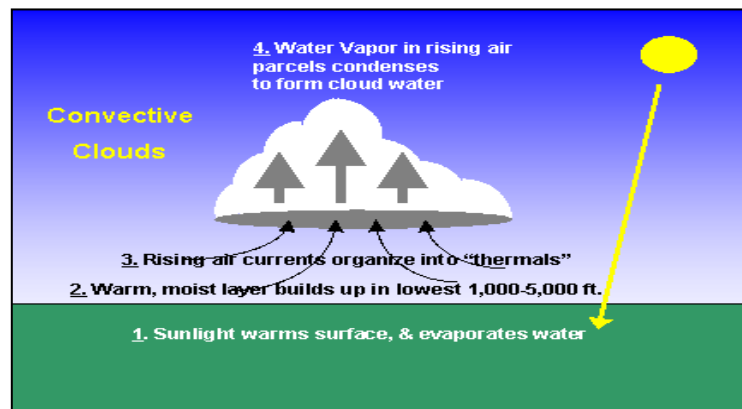 4. Water Vapor in rising air
parcels condenses
to form cloud water
Convective
Clouds
3. Rising air currents organize into “thermals”
2. Warm, moist layer builds up in lowest 1,000-5,000 ft.
1. Sunlight warms surface, & evaporates water